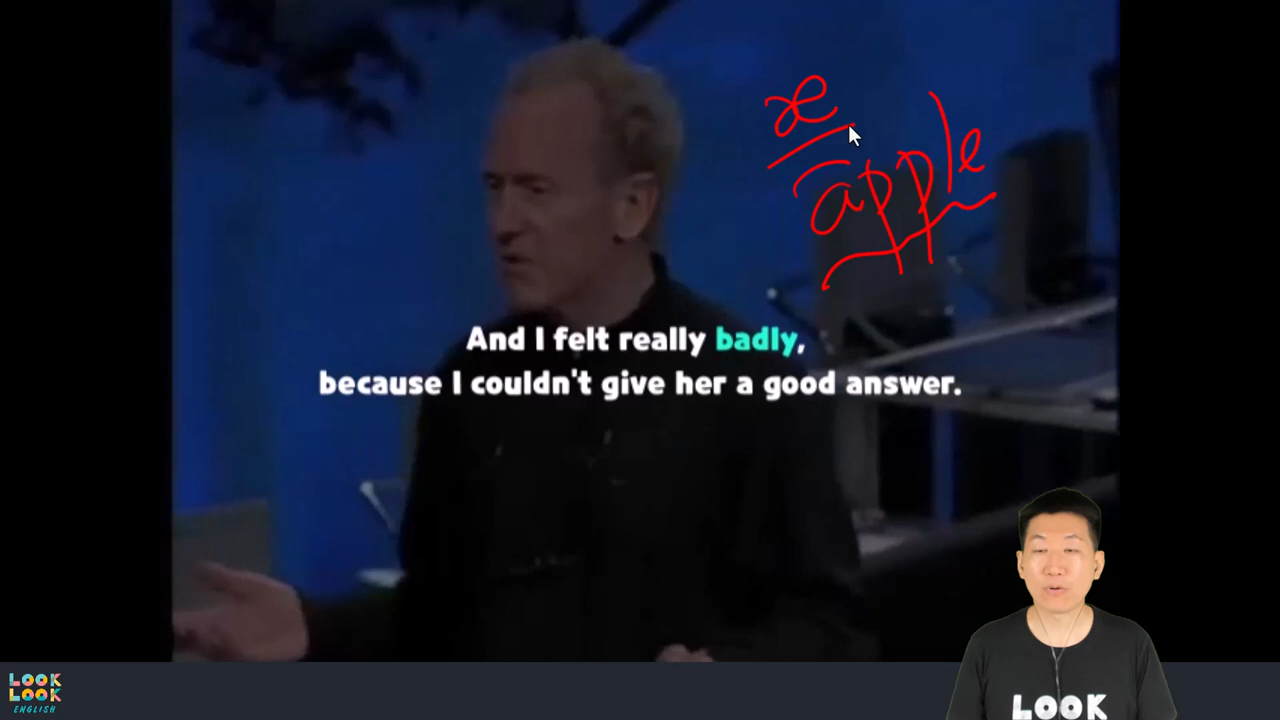 æ
apple
And I felt really badly,
because I couldn't give her a good answer.
LOOK
LOOK
ENGLISH
LOOK